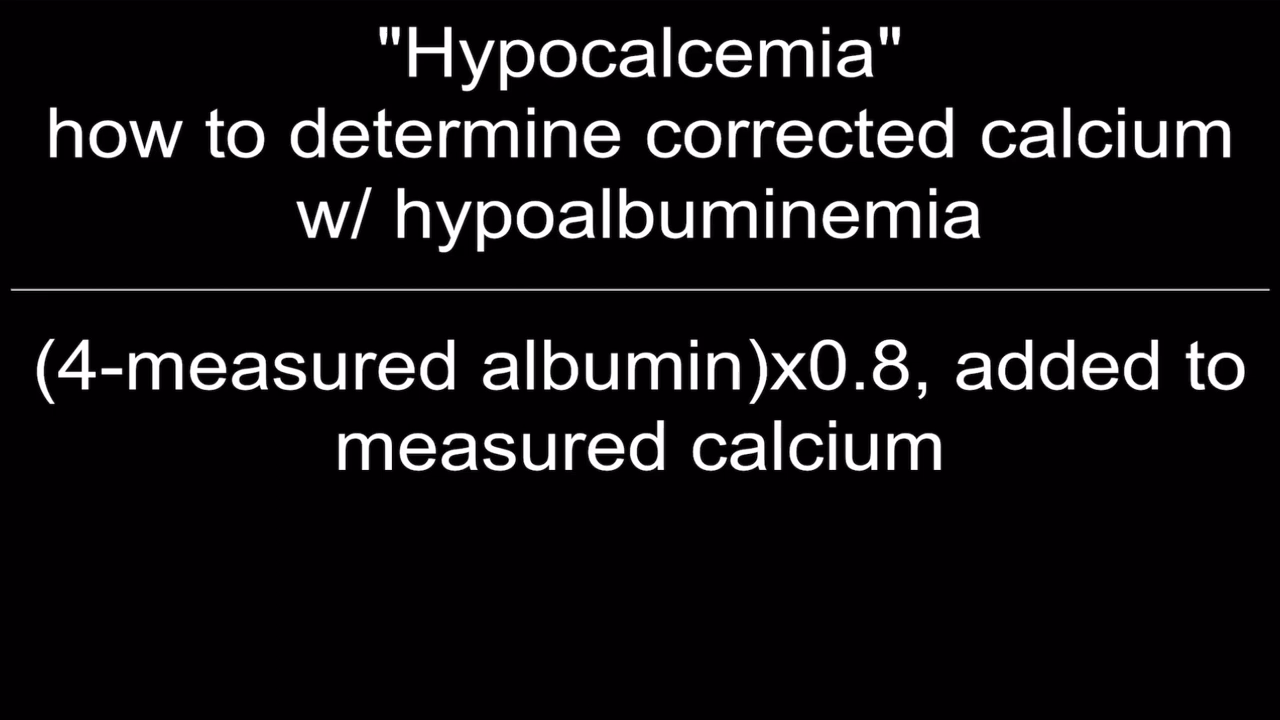 "Hypocalcemia"
how to determine corrected calcium
w/ hypoalbuminemia
(4-measured albumin)x0.8, added to
measured calcium